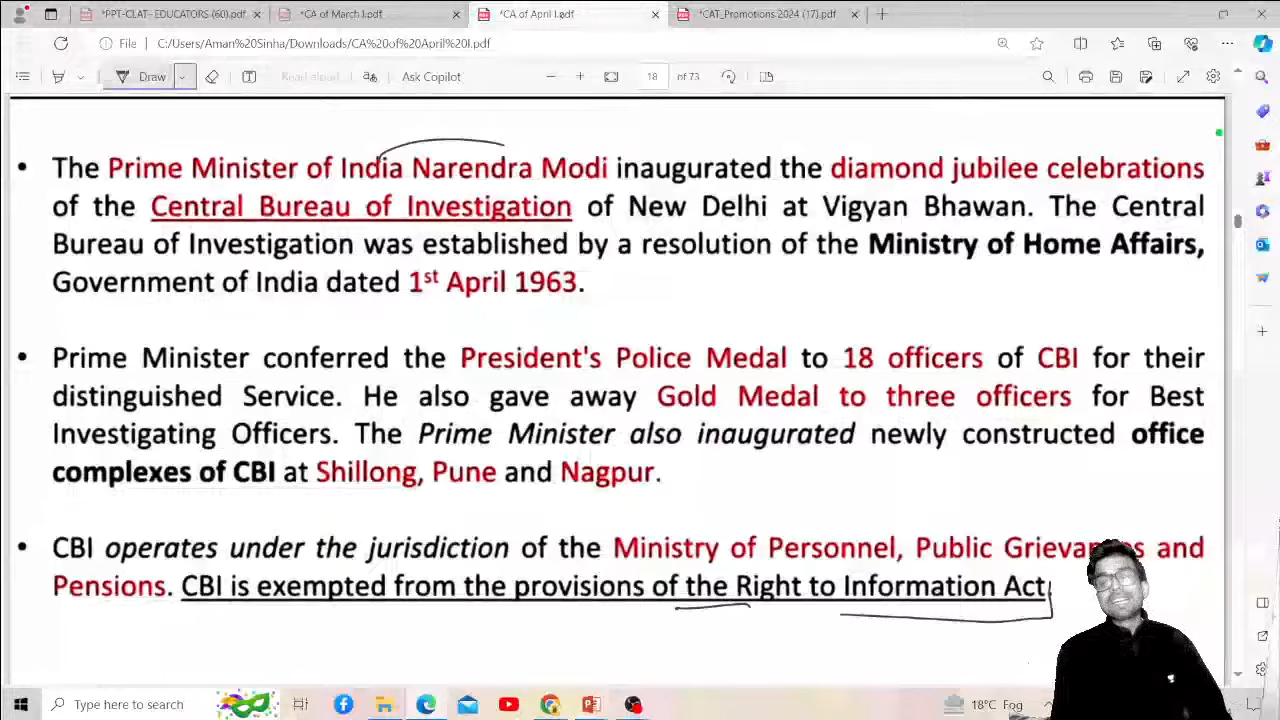 *PPT-CLAT- EDUCATORS (60).pdf
*CA of March I.pdf
*CA of April I.pdf
*CAT_Promotions 2024 (17).pdf
File C:/Users/Aman%20Sinha/Downloads/CA%20of%20April%20I.pdf
Draw Read aloud Ask Copilot 18 of 73
• The Prime Minister of India Narendra Modi inaugurated the diamond jubilee celebrations
of the Central Bureau of Investigation of New Delhi at Vigyan Bhawan. The Central
Bureau of Investigation was established by a resolution of the Ministry of Home Affairs,
Government of India dated 1st April 1963.
• Prime Minister conferred the President's Police Medal to 18 officers of CBI for their
distinguished Service. He also gave away Gold Medal to three officers for Best
Investigating Officers. The Prime Minister also inaugurated newly constructed office
complexes of CBI at Shillong, Pune and Nagpur.
• CBI operates under the jurisdiction of the Ministry of Personnel, Public Grievances and
Pensions. CBI is exempted from the provisions of the Right to Information Act
Type here to search
18°C Fog